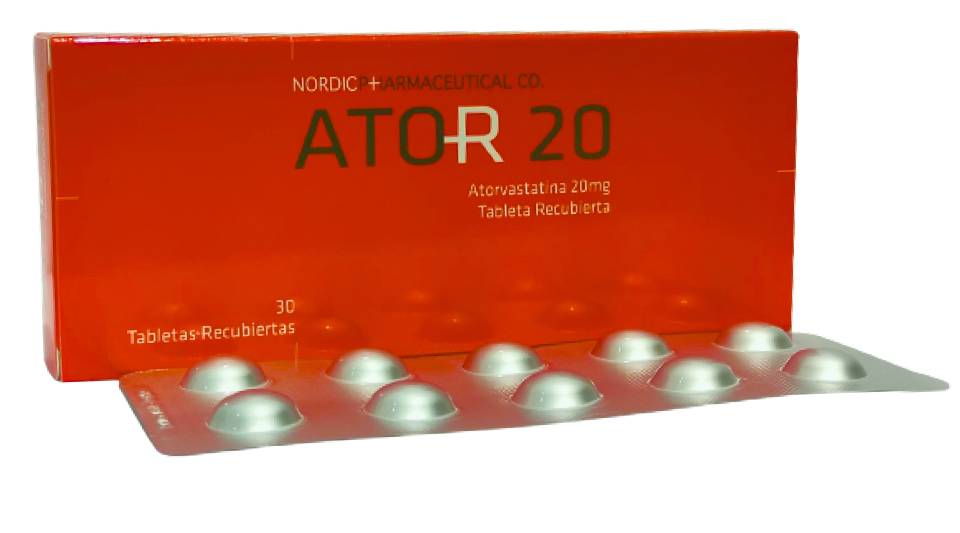 NORDIC PHARMACEUTICAL CO.
ATOR 20
Atorvastatina 20mg
Tableta Recubierta
30
Tabletas Recubiertas